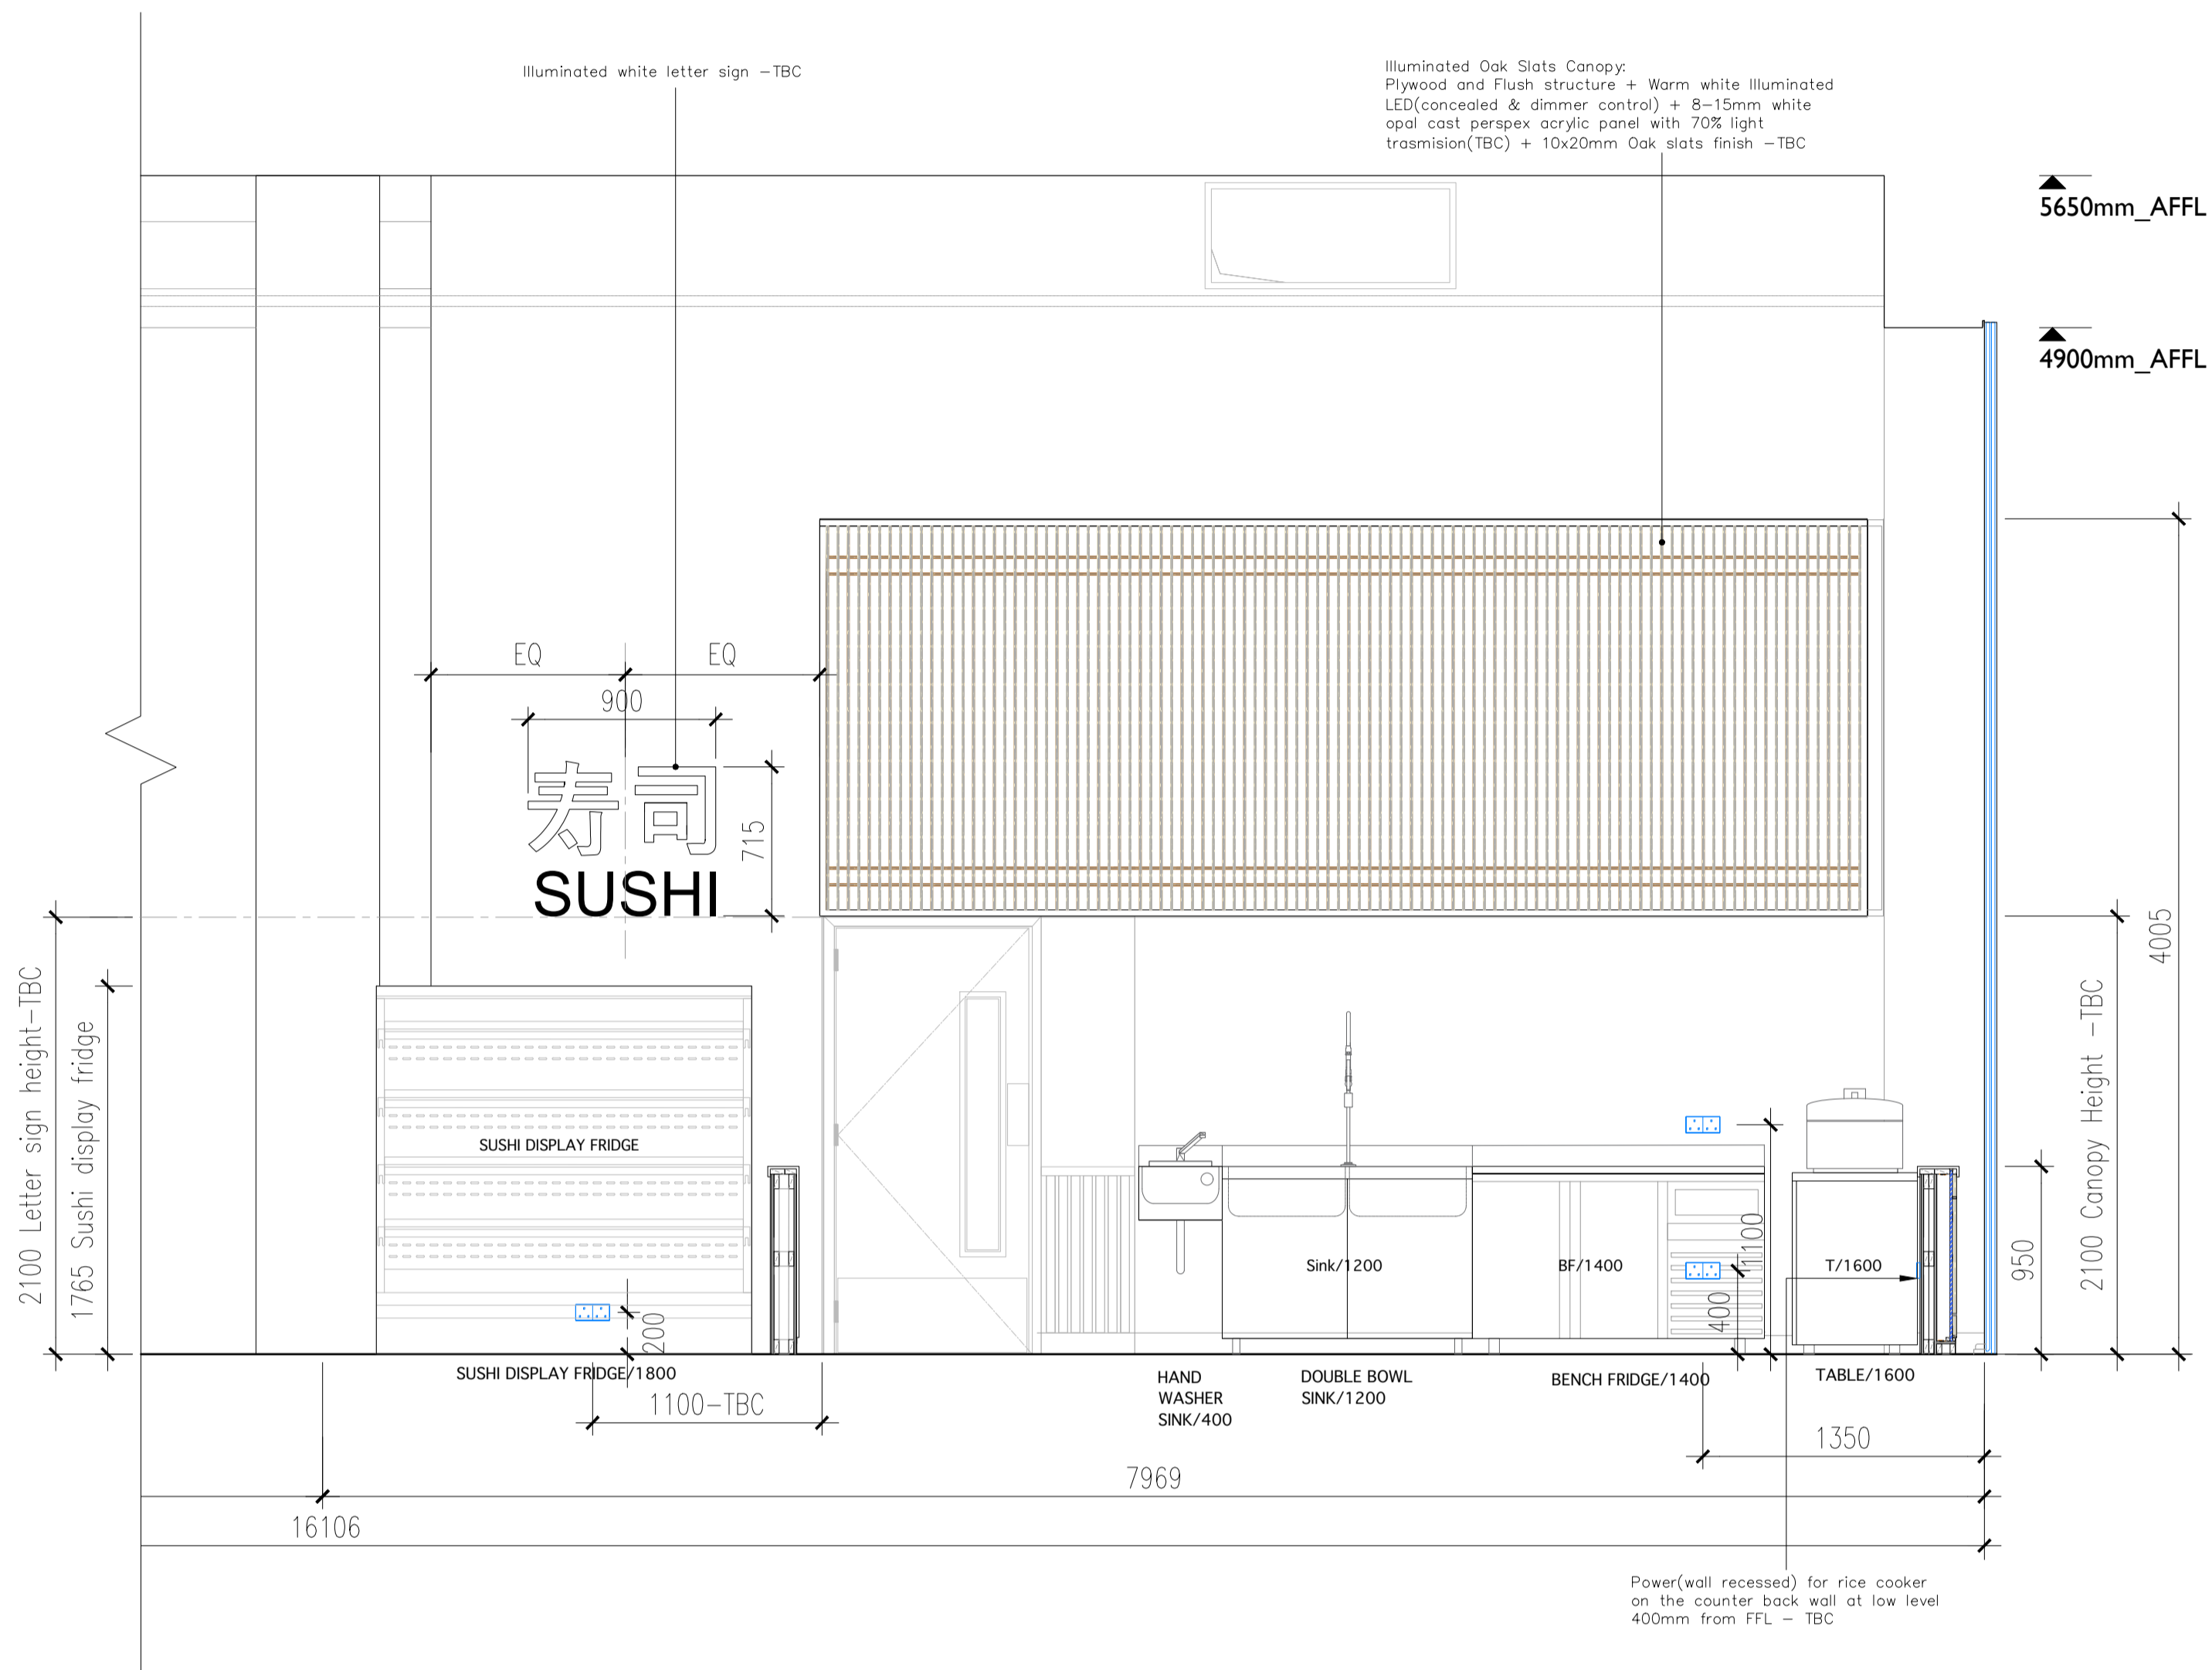 Illuminated white letter sign -TBC
Illuminated Oak Slats Canopy:
Plywood and Flush structure + Warm white Illuminated
LED(concealed & dimmer control) + 8-15mm white
opal cast perspex acrylic panel with 70% light
trasmision(TBC) + 10x20mm Oak slats finish -TBC
5650mm_AFFL
4900mm_AFFL
EQ
EQ
900
寿司
SUSHI
715
2100 Letter sign height-TBC
1765 Sushi display fridge
4005
2100 Canopy Height -TBC
950
SUSHI DISPLAY FRIDGE
Sink/1200
BF/1400
T/1600
1100
400
200
SUSHI DISPLAY FRIDGE/1800
HAND
WASHER
SINK/400
DOUBLE BOWL
SINK/1200
BENCH FRIDGE/1400
TABLE/1600
1100-TBC
1350
7969
16106
Power(wall recessed) for rice cooker
on the counter back wall at low level
400mm from FFL - TBC